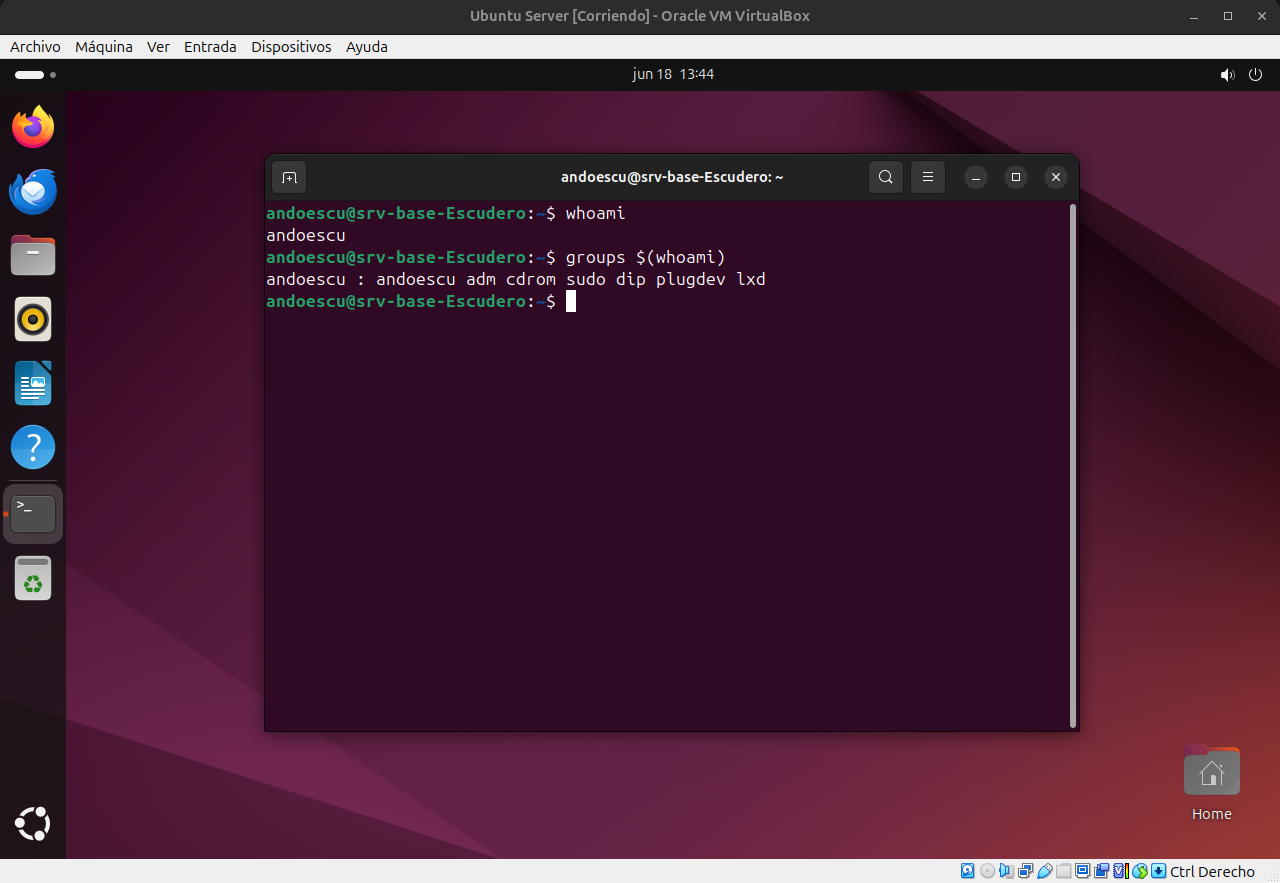 Ubuntu Server [Corriendo] - Oracle VM VirtualBox
Archivo Máquina Ver Entrada Dispositivos Ayuda
jun 18 13:44
andoescu@srv-base-Escudero: ~
andoescu@srv-base-Escudero:~$ whoami
andoescu
andoescu@srv-base-Escudero:~$ groups $(whoami)
andoescu : andoescu adm cdrom sudo dip plugdev lxd
andoescu@srv-base-Escudero:~$
Home
Ctrl Derecho